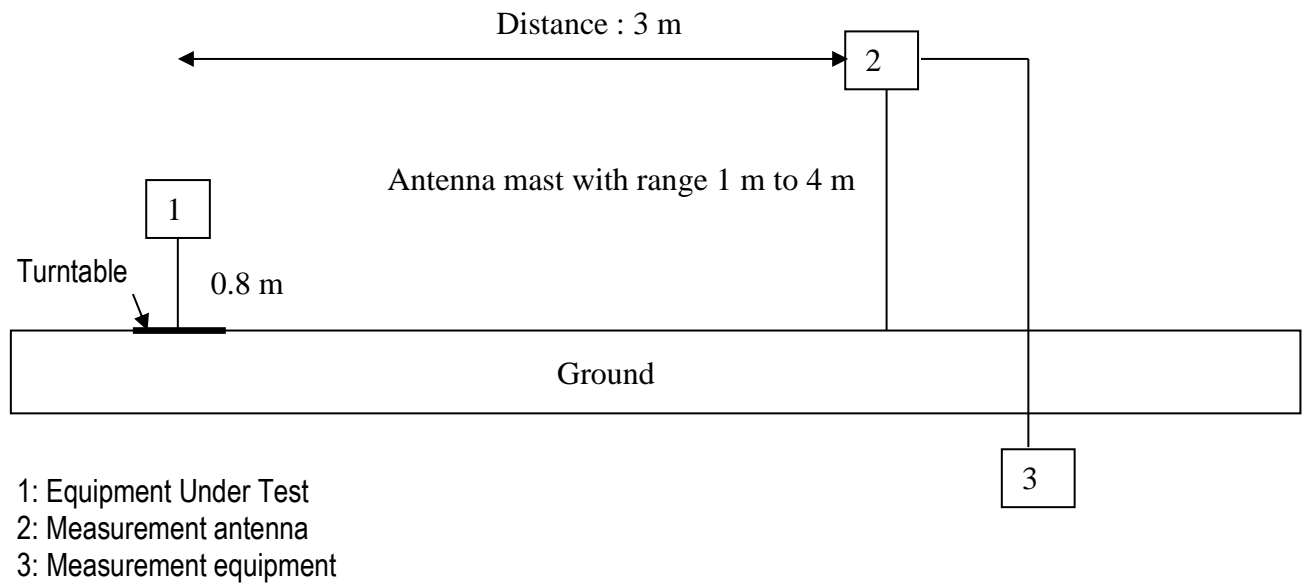 Distance : 3 m
2
Antenna mast with range 1 m to 4 m
1
Turntable
0.8 m
Ground
3
1: Equipment Under Test
2: Measurement antenna
3: Measurement equipment